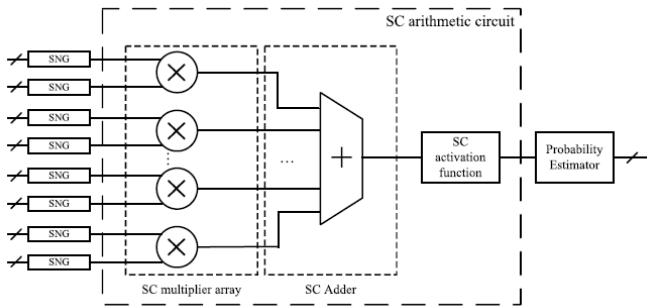 SC arithmetic circuit
SNG
SNG
SNG
SNG
SNG
SNG
SNG
SNG
×
×
×
×
...
...
+
SC
activation
function
Probability
Estimator
SC multiplier array
SC Adder